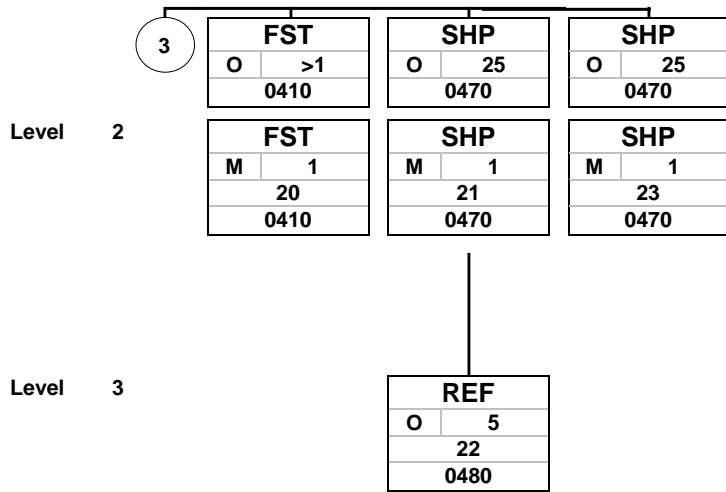 3
FST SHP SHP
O >1 O 25 O 25
0410 0470 0470
Level 2
FST SHP SHP
M 1 M 1 M 1
20 21 23
0410 0470 0470
Level 3
REF
O 5
22
0480